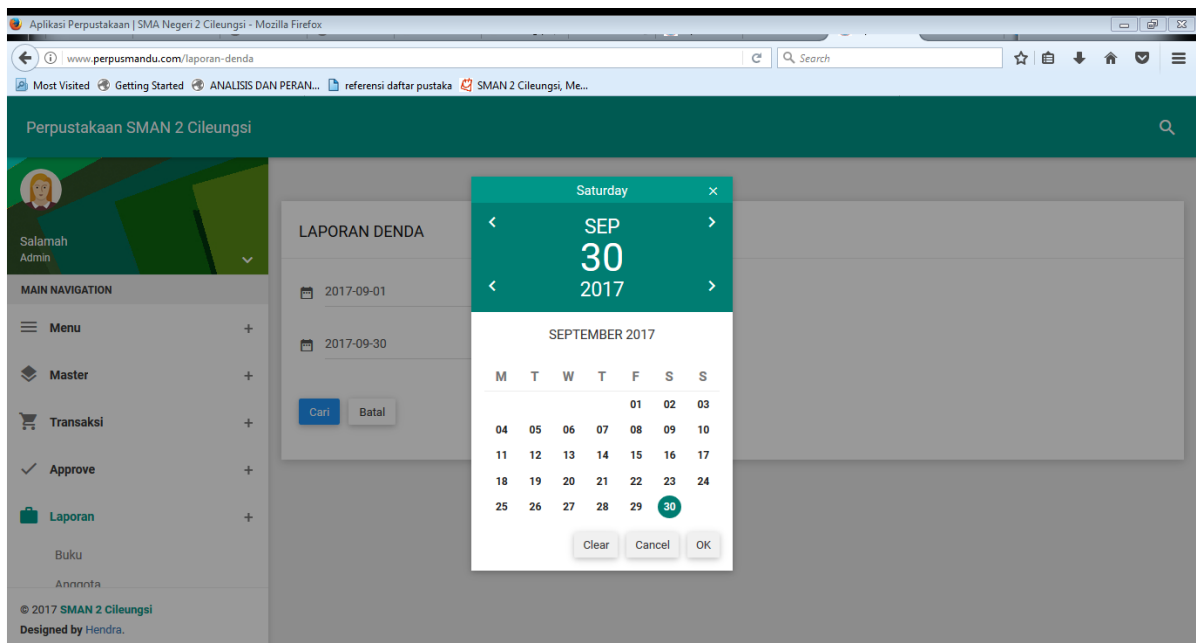 Aplikasi Perpustakaan | SMA Negeri 2 Cileungsi - Mozilla Firefox
www.perpusmandu.com/laporan-denda
Search
Most Visited Getting Started ANALISIS DAN PERAN... referensi daftar pustaka SMAN 2 Cileungsi, Me...
Perpustakaan SMAN 2 Cileungsi
Salamah
Admin
MAIN NAVIGATION
Menu +
Master +
Transaksi +
Approve +
Laporan +
Buku
Anggota
© 2017 SMAN 2 Cileungsi
Designed by Hendra.
LAPORAN DENDA
2017-09-01
2017-09-30
Cari Batal
Saturday ×
SEP
30
2017
SEPTEMBER 2017
M T W T F S S
01 02 03
04 05 06 07 08 09 10
11 12 13 14 15 16 17
18 19 20 21 22 23 24
25 26 27 28 29 30
Clear Cancel OK